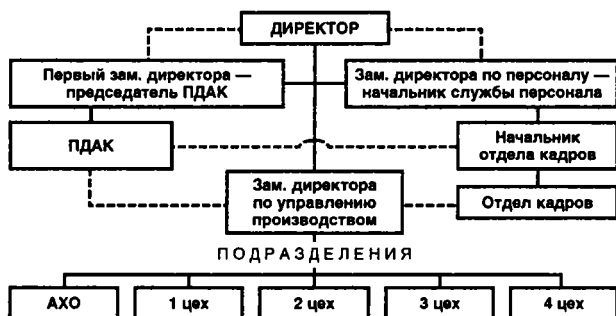 ДИРЕКТОР
Первый зам. директора —
председатель ПДАК
Зам. директора по персоналу —
начальник службы персонала
ПДАК
Начальник
отдела кадров
Зам. директора
по управлению
производством
Отдел кадров
ПОДРАЗДЕЛЕНИЯ
АХО
1 цех
2 цех
3 цех
4 цех